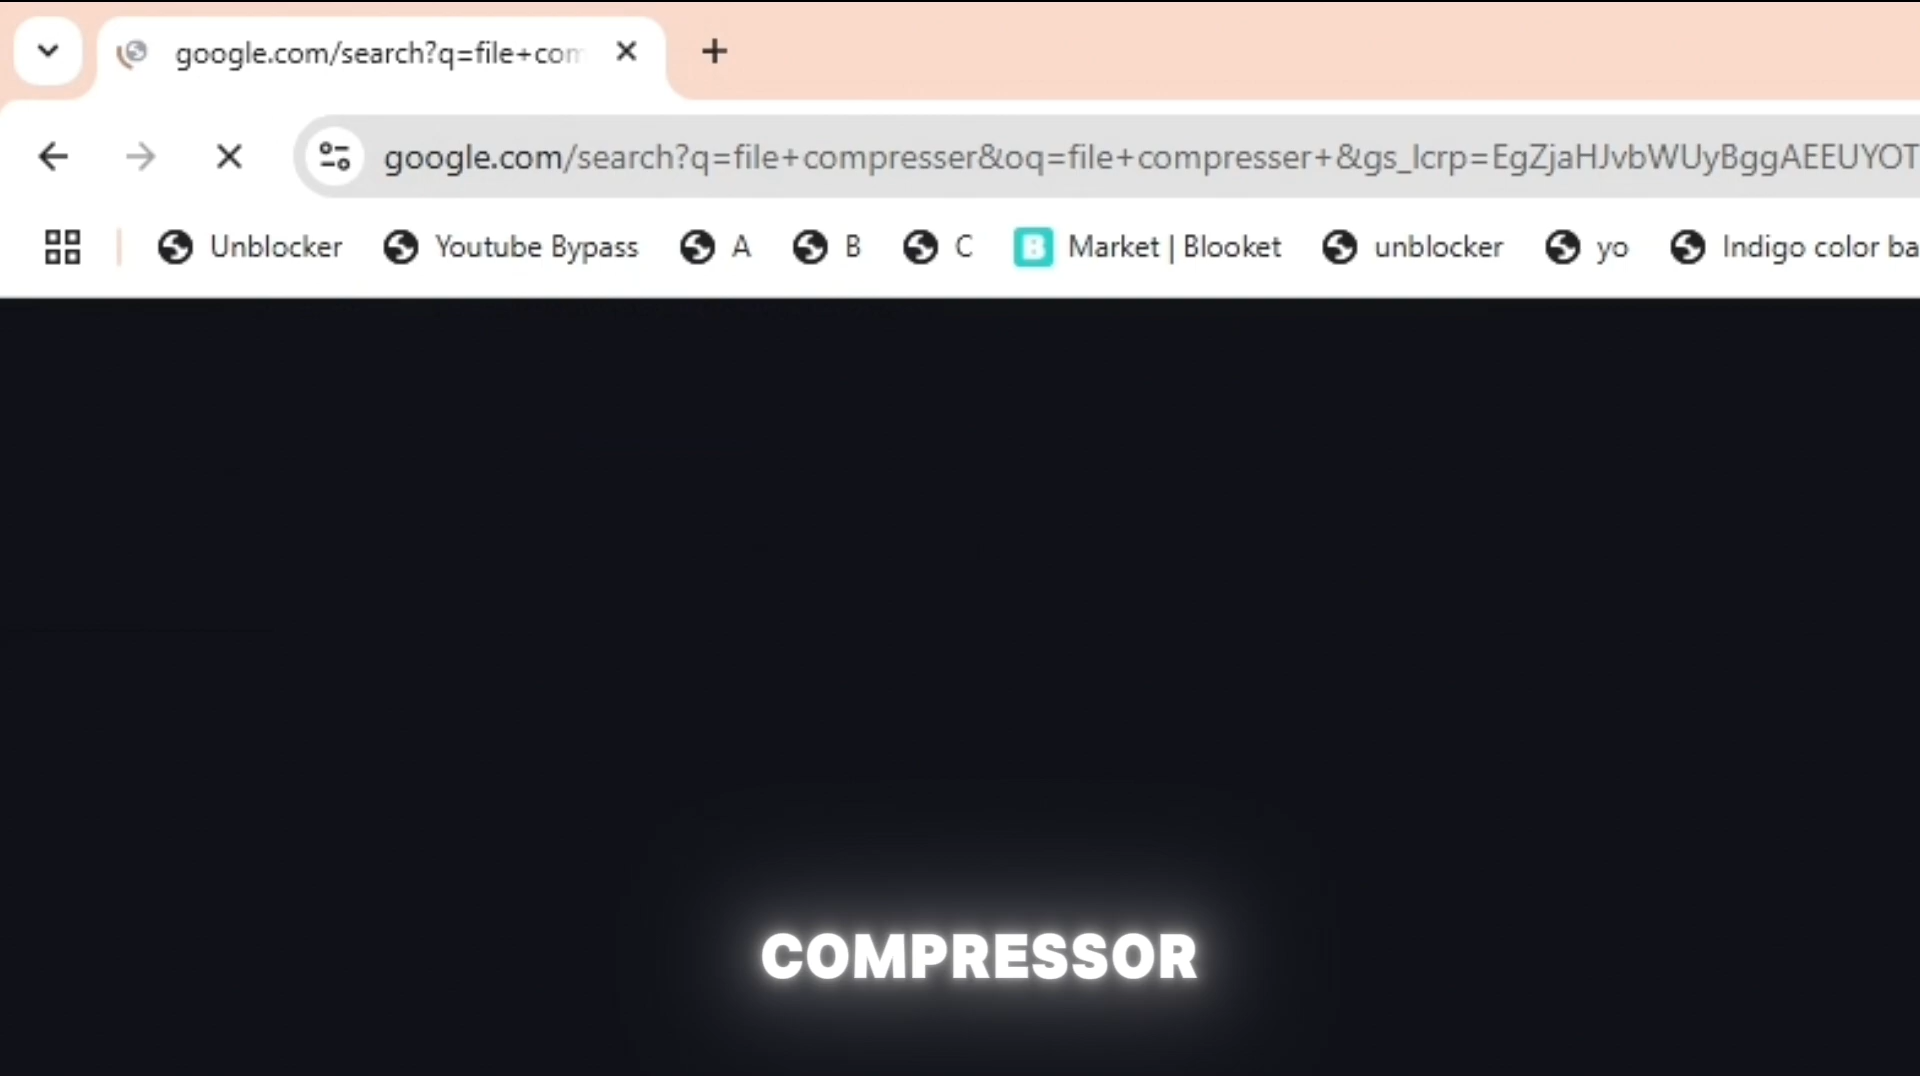 google.com/search?q=file+com
google.com/search?q=file+compresser&oq=file+compresser+&gs_lcrp=EgZjaHJvbWUyBggAEEUYOT
Unblocker Youtube Bypass A B C B Market | Blooket unblocker yo Indigo color ba
COMPRESSOR